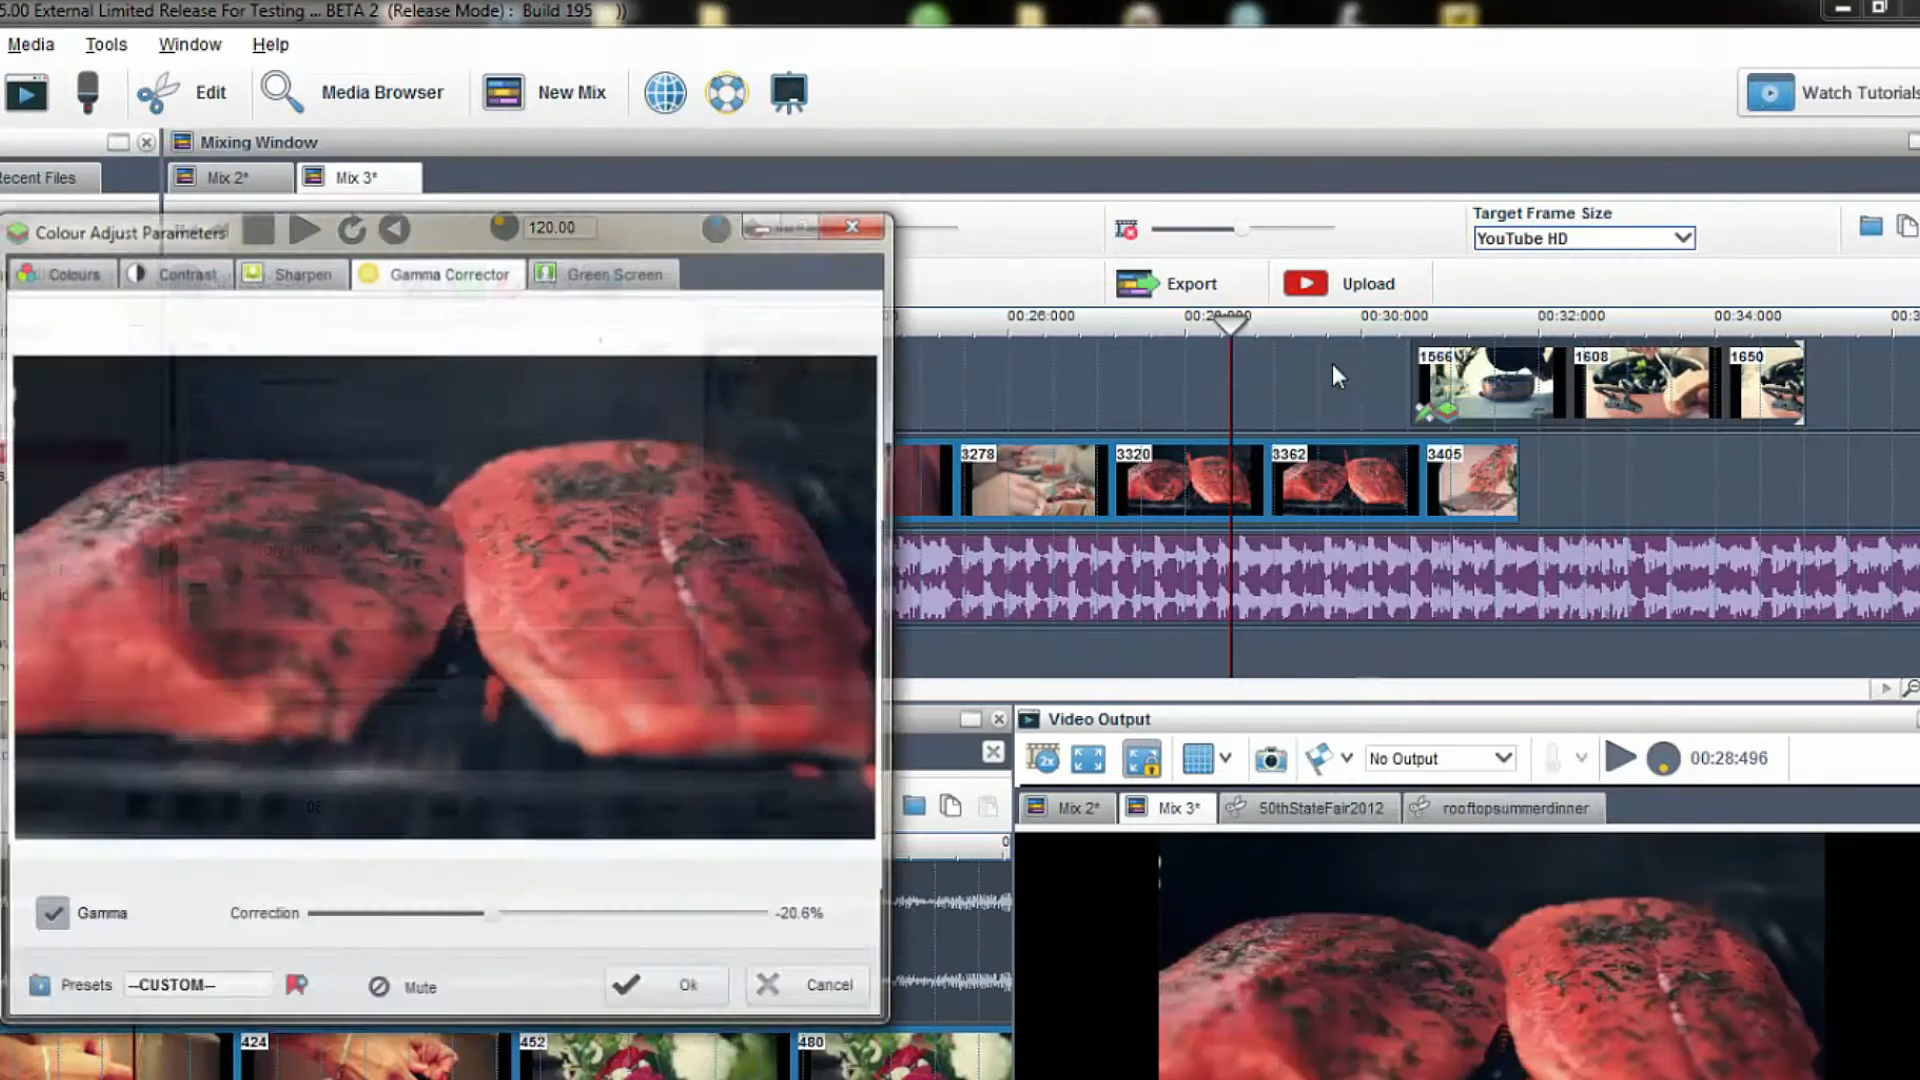 5.00 External Limited Release For Testing ... BETA 2 (Release Mode) : Build 195 ))
Media Tools Window Help
Edit Media Browser New Mix Watch Tutorials
Mixing Window
ecent Files Mix 2* Mix 3*
Target Frame Size
YouTube HD
Colour Adjust Parameters 120.00
Colours Contrast Sharpen Gamma Corrector Green Screen
Export Upload
00:26:000 00:28:000 00:30:000 00:32:000 00:34:000 00:3
1566 1608 1650
3278 3320 3362 3405
Video Output
2x No Output 00:28:496
Mix 2* Mix 3* 50thStateFair2012 rooftopsummerdinner
Gamma Correction -20.6%
Presets --CUSTOM-- Mute Ok Cancel
424 452 480